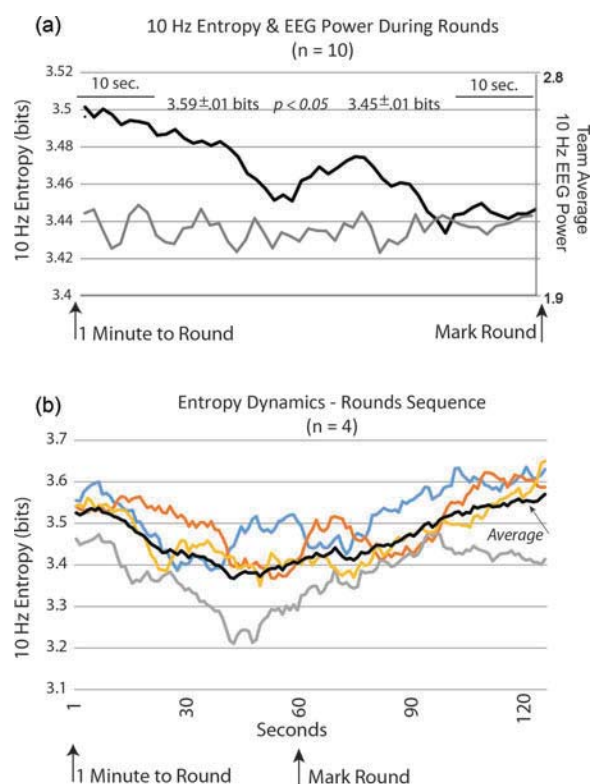 (a)
10 Hz Entropy & EEG Power During Rounds
(n = 10)
3.52
2.8
10 sec.
10 sec.
3.59±.01 bits p < 0.05 3.45±.01 bits
3.5
3.48
3.46
3.44
3.42
3.4
1.9
10 Hz Entropy (bits)
Team Average
10 Hz EEG Power
1 Minute to Round
Mark Round
(b)
Entropy Dynamics - Rounds Sequence
(n = 4)
3.7
3.6
3.5
3.4
3.3
3.2
3.1
10 Hz Entropy (bits)
Average
1
30
60
90
120
Seconds
1 Minute to Round
Mark Round